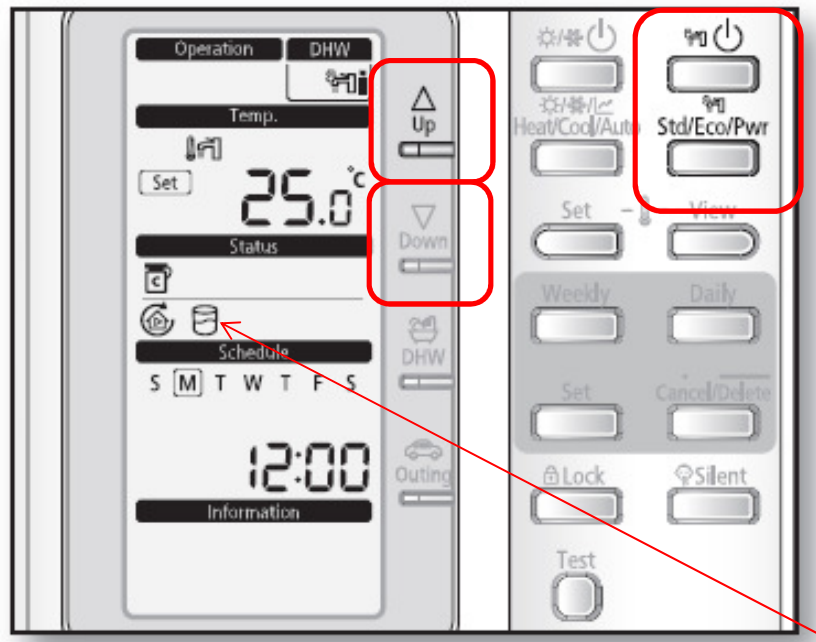 Operation DHW
Temp.
Set 25.0°C
Status
C
P
Schedule
S M T W T F S
12:00
Information
Up
Down
DHW
Outing
Heat/Cool/Auto Std/Eco/Pwr
Set - View
Weekly Daily
Set Cancel/Delete
Lock Silent
Test